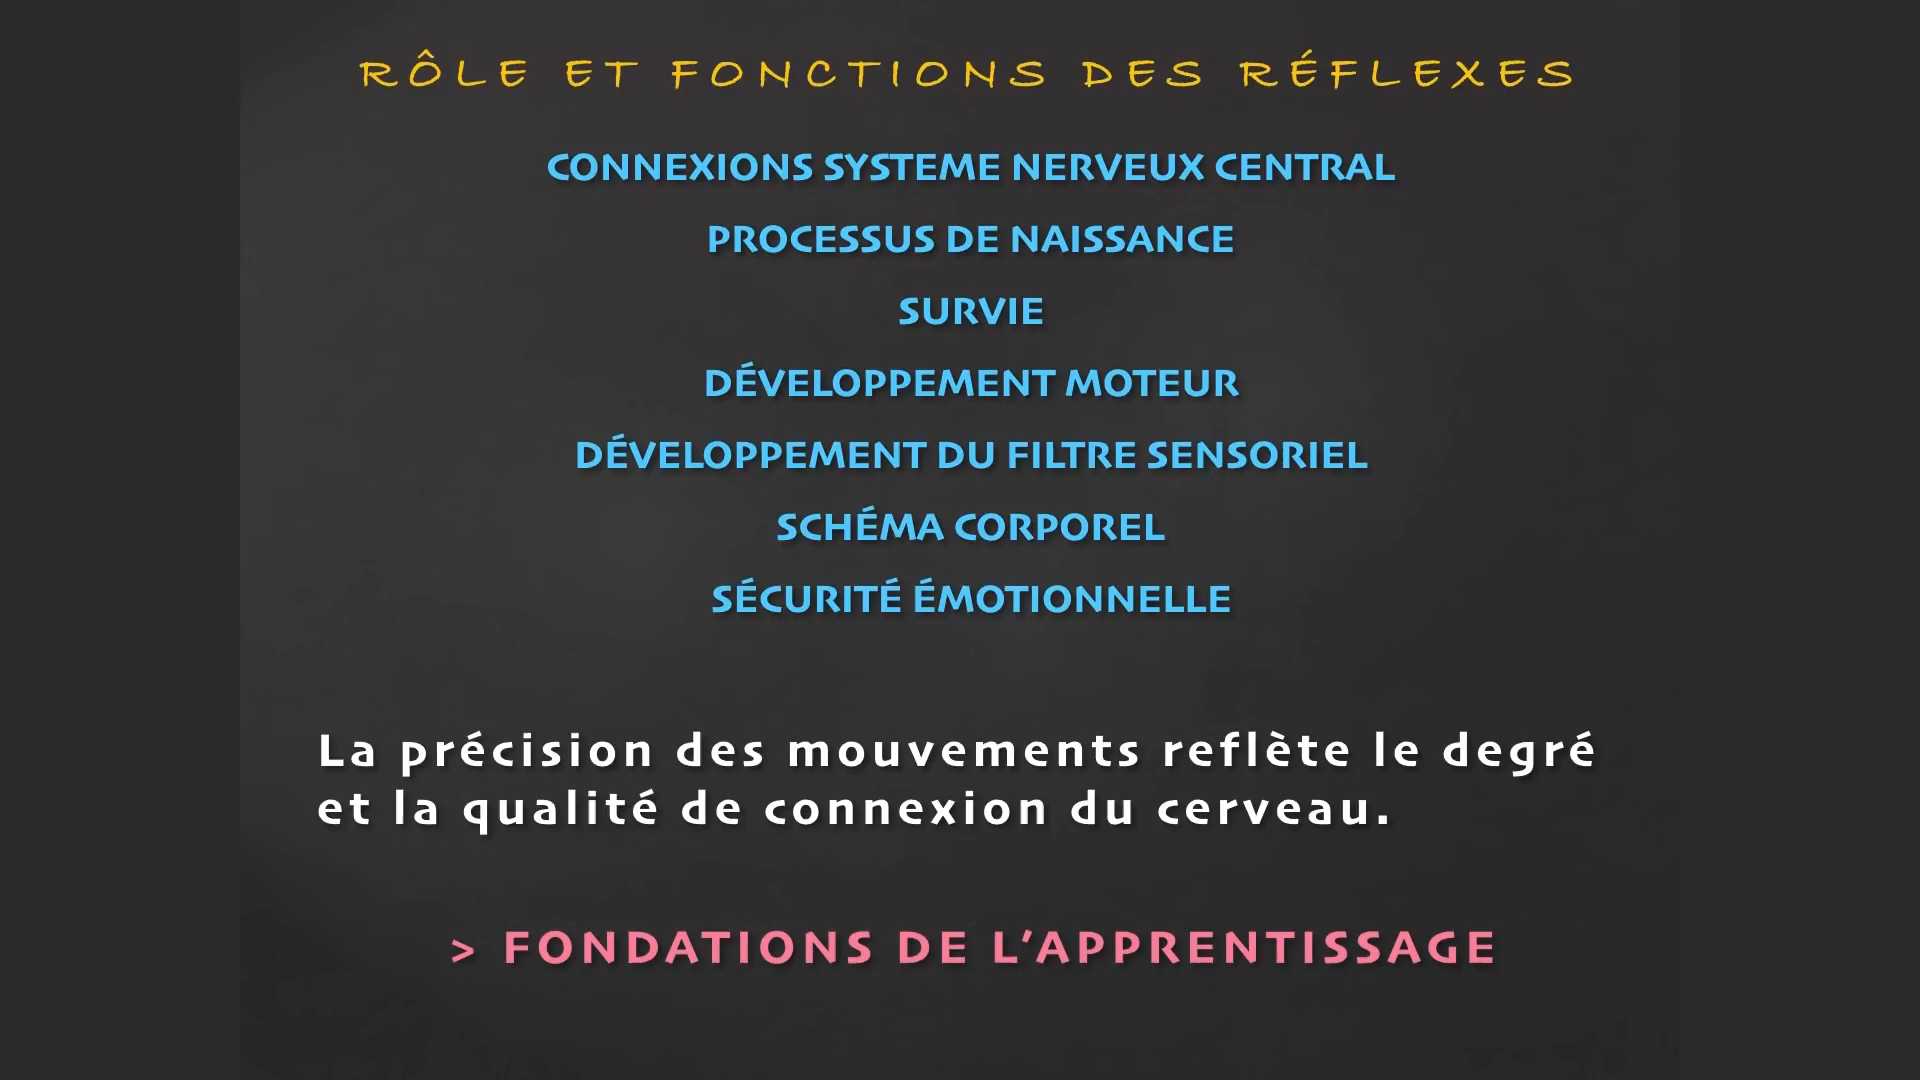 RÔLE ET FONCTIONS DES RÉFLEXES
CONNEXIONS SYSTEME NERVEUX CENTRAL
PROCESSUS DE NAISSANCE
SURVIE
DÉVELOPPEMENT MOTEUR
DÉVELOPPEMENT DU FILTRE SENSORIEL
SCHÉMA CORPOREL
SÉCURITÉ ÉMOTIONNELLE
La précision des mouvements reflète le degré
et la qualité de connexion du cerveau.
> FONDATIONS DE L’APPRENTISSAGE